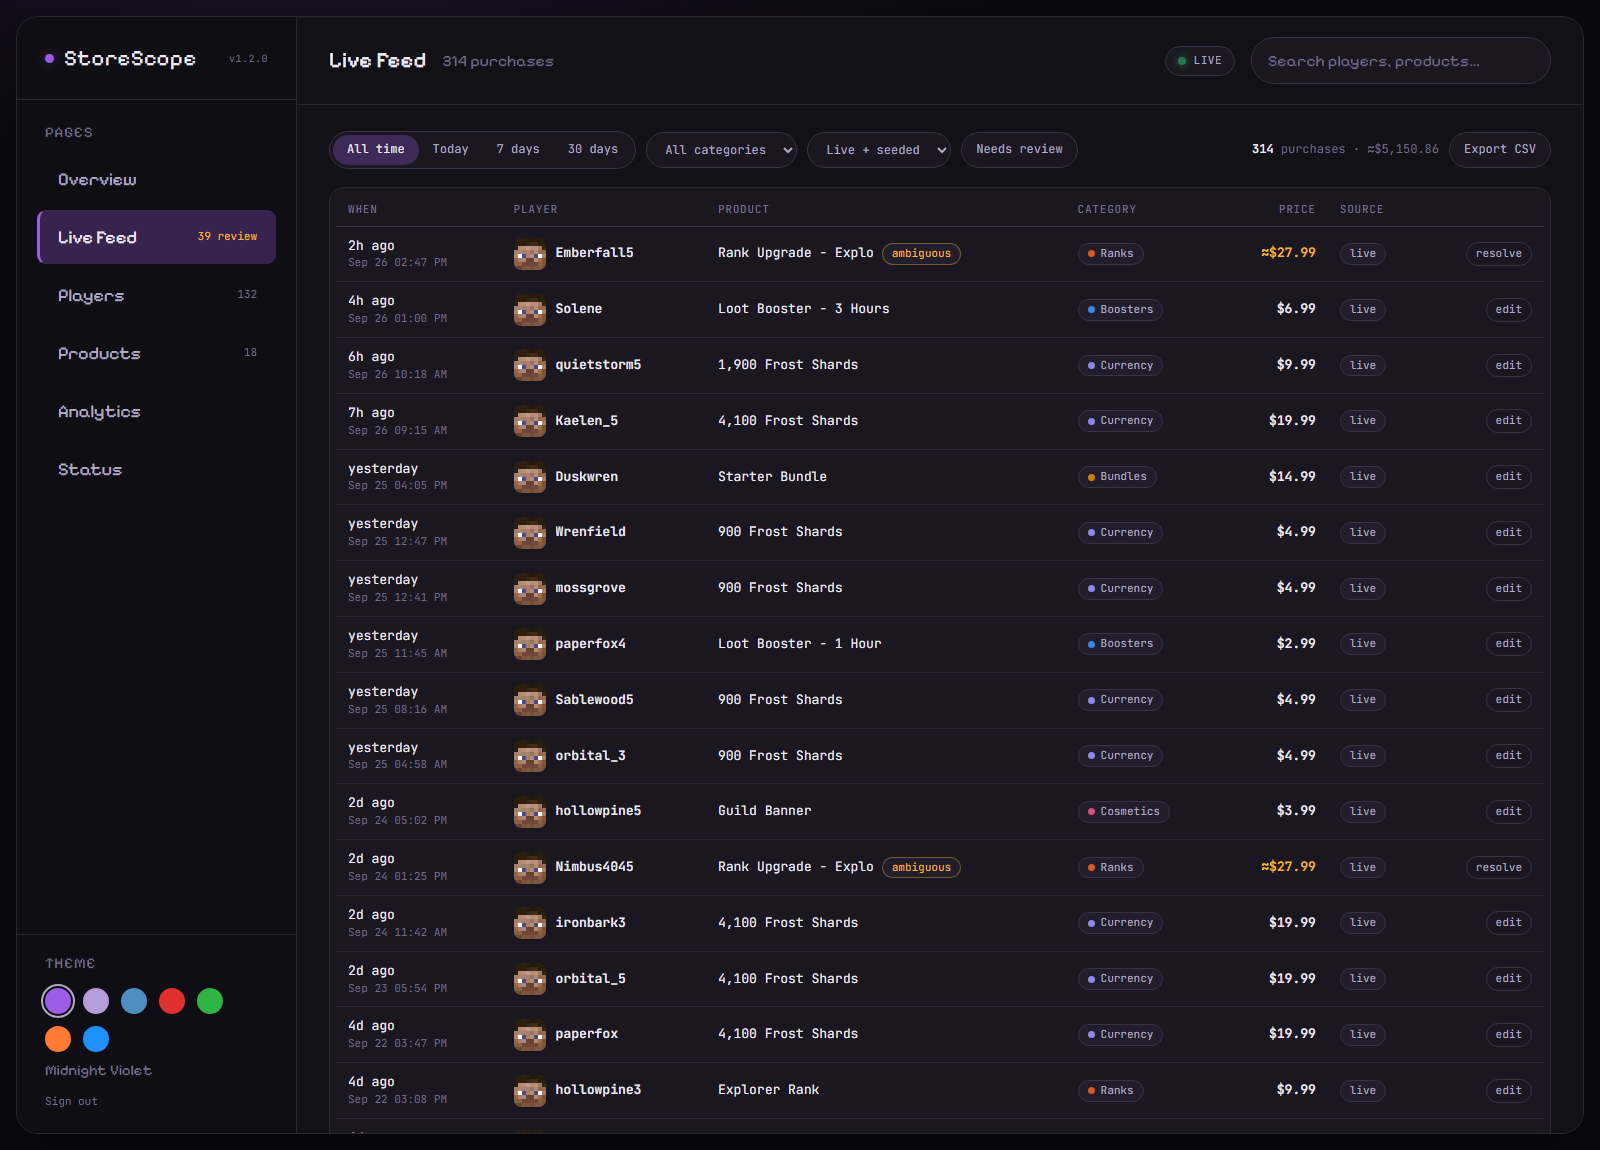 StoreScope v1.2.0
PAGES
Overview
Live Feed 39 review
Players 132
Products 18
Analytics
Status
THEME
Midnight Violet
Sign out
Live Feed 314 purchases
LIVE
Search players, products...
All time Today 7 days 30 days All categories Live + seeded Needs review
314 purchases · ≈$5,150.86 Export CSV
WHEN PLAYER PRODUCT CATEGORY PRICE SOURCE
2h ago
Sep 26 02:47 PM
Emberfall5 Rank Upgrade - Explo ambiguous Ranks ≈$27.99 live resolve
4h ago
Sep 26 01:00 PM
Solene Loot Booster - 3 Hours Boosters $6.99 live edit
6h ago
Sep 26 10:18 AM
quietstorm5 1,900 Frost Shards Currency $9.99 live edit
7h ago
Sep 26 09:15 AM
Kaelen_5 4,100 Frost Shards Currency $19.99 live edit
yesterday
Sep 25 04:05 PM
Duskwren Starter Bundle Bundles $14.99 live edit
yesterday
Sep 25 12:47 PM
Wrenfield 900 Frost Shards Currency $4.99 live edit
yesterday
Sep 25 12:41 PM
mossgrove 900 Frost Shards Currency $4.99 live edit
yesterday
Sep 25 11:45 AM
paperfox4 Loot Booster - 1 Hour Boosters $2.99 live edit
yesterday
Sep 25 08:16 AM
Sablewood5 900 Frost Shards Currency $4.99 live edit
yesterday
Sep 25 04:58 AM
orbital_3 900 Frost Shards Currency $4.99 live edit
2d ago
Sep 24 05:02 PM
hollowpine5 Guild Banner Cosmetics $3.99 live edit
2d ago
Sep 24 01:25 PM
Nimbus4045 Rank Upgrade - Explo ambiguous Ranks ≈$27.99 live resolve
2d ago
Sep 24 11:42 AM
ironbark3 4,100 Frost Shards Currency $19.99 live edit
2d ago
Sep 23 05:54 PM
orbital_5 4,100 Frost Shards Currency $19.99 live edit
4d ago
Sep 22 03:47 PM
paperfox 4,100 Frost Shards Currency $19.99 live edit
4d ago
Sep 22 03:08 PM
hollowpine3 Explorer Rank Ranks $9.99 live edit